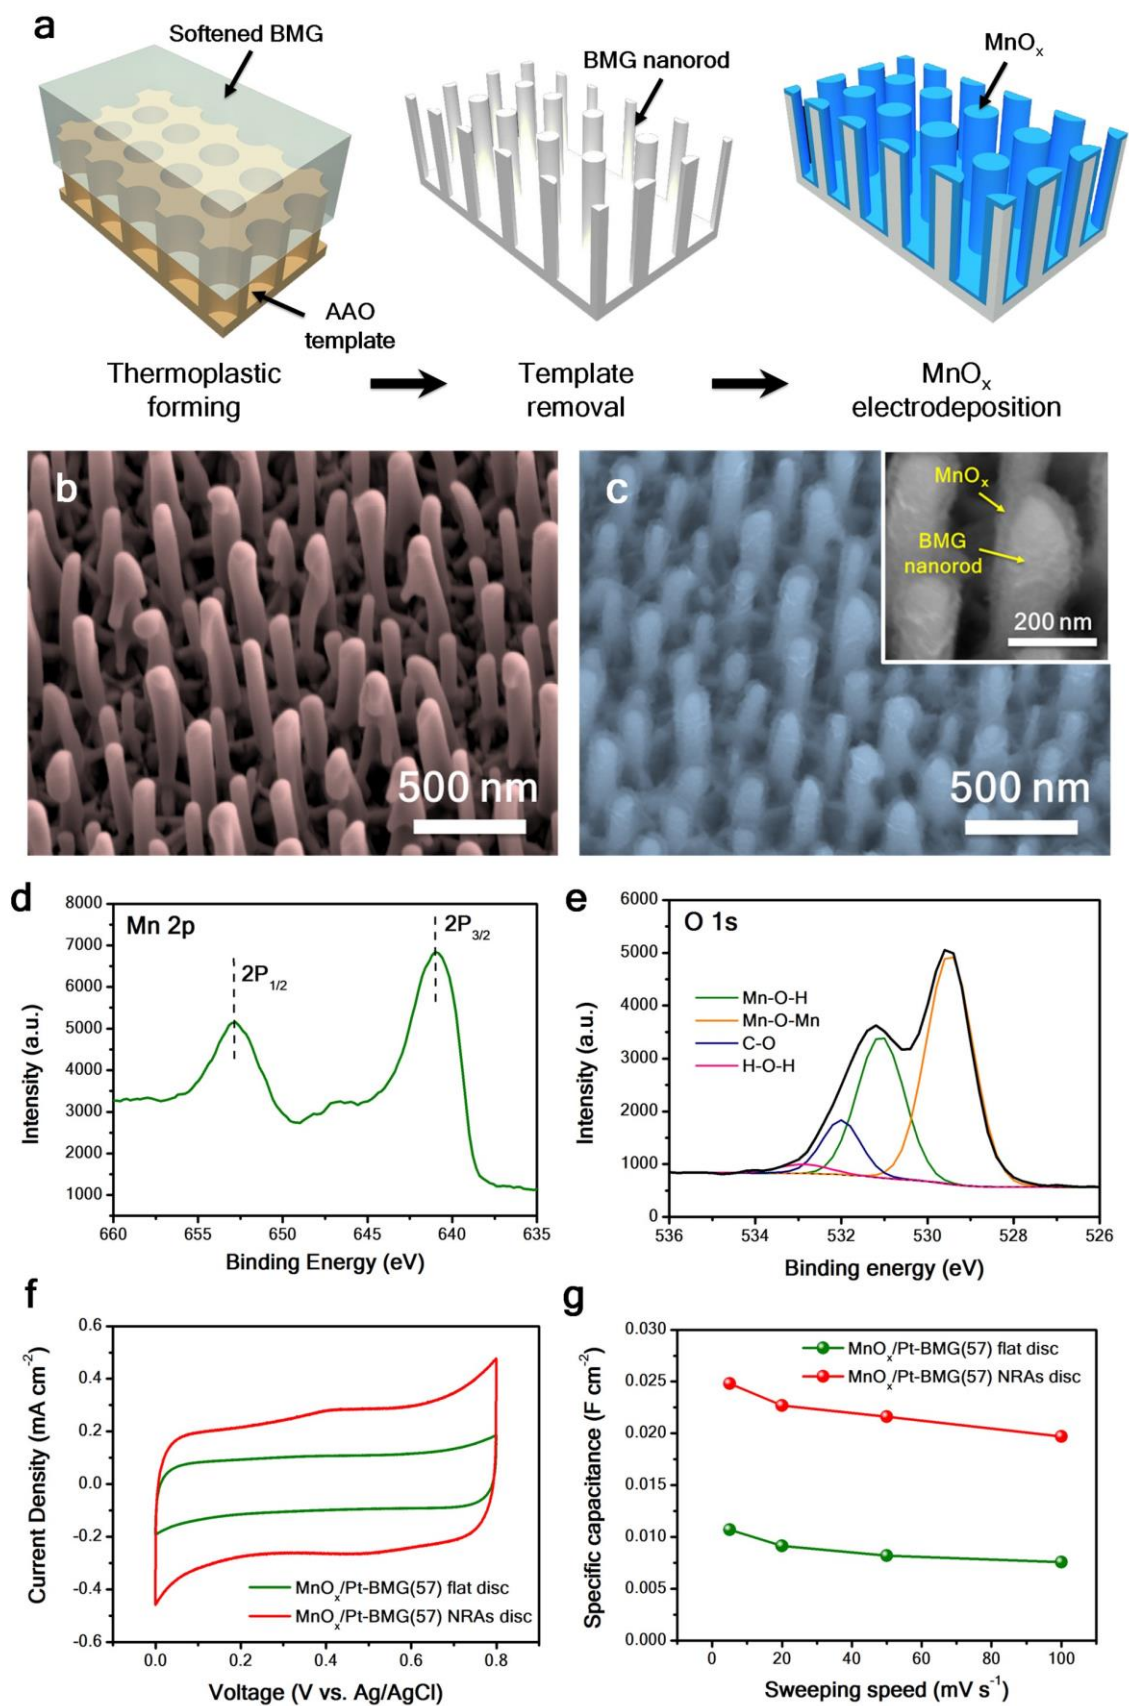 a
Softened BMG
BMG nanorod
MnOₓ
AAO
template
Thermoplastic
forming
Template
removal
MnOₓ
electrodeposition
b
500 nm
c
MnOₓ
BMG
nanorod
200 nm
500 nm
d
Mn 2p
2P₁/₂
2P₃/₂
8000
7000
6000
5000
4000
3000
2000
1000
660
655
650
645
640
635
Intensity (a.u.)
Binding Energy (eV)
e
O 1s
Mn-O-H
Mn-O-Mn
C-O
H-O-H
6000
5000
4000
3000
2000
1000
0
536
534
532
530
528
526
Intensity (a.u.)
Binding energy (eV)
f
0.6
0.4
0.2
0.0
-0.2
-0.4
-0.6
MnOₓ/Pt-BMG(57) flat disc
MnOₓ/Pt-BMG(57) NRAs disc
0.0
0.2
0.4
0.6
0.8
Current Density (mA cm⁻²)
Voltage (V vs. Ag/AgCl)
g
0.030
0.025
0.020
0.015
0.010
0.005
0.000
MnOₓ/Pt-BMG(57) flat disc
MnOₓ/Pt-BMG(57) NRAs disc
0
20
40
60
80
100
Specific capacitance (F cm⁻²)
Sweeping speed (mV s⁻¹)